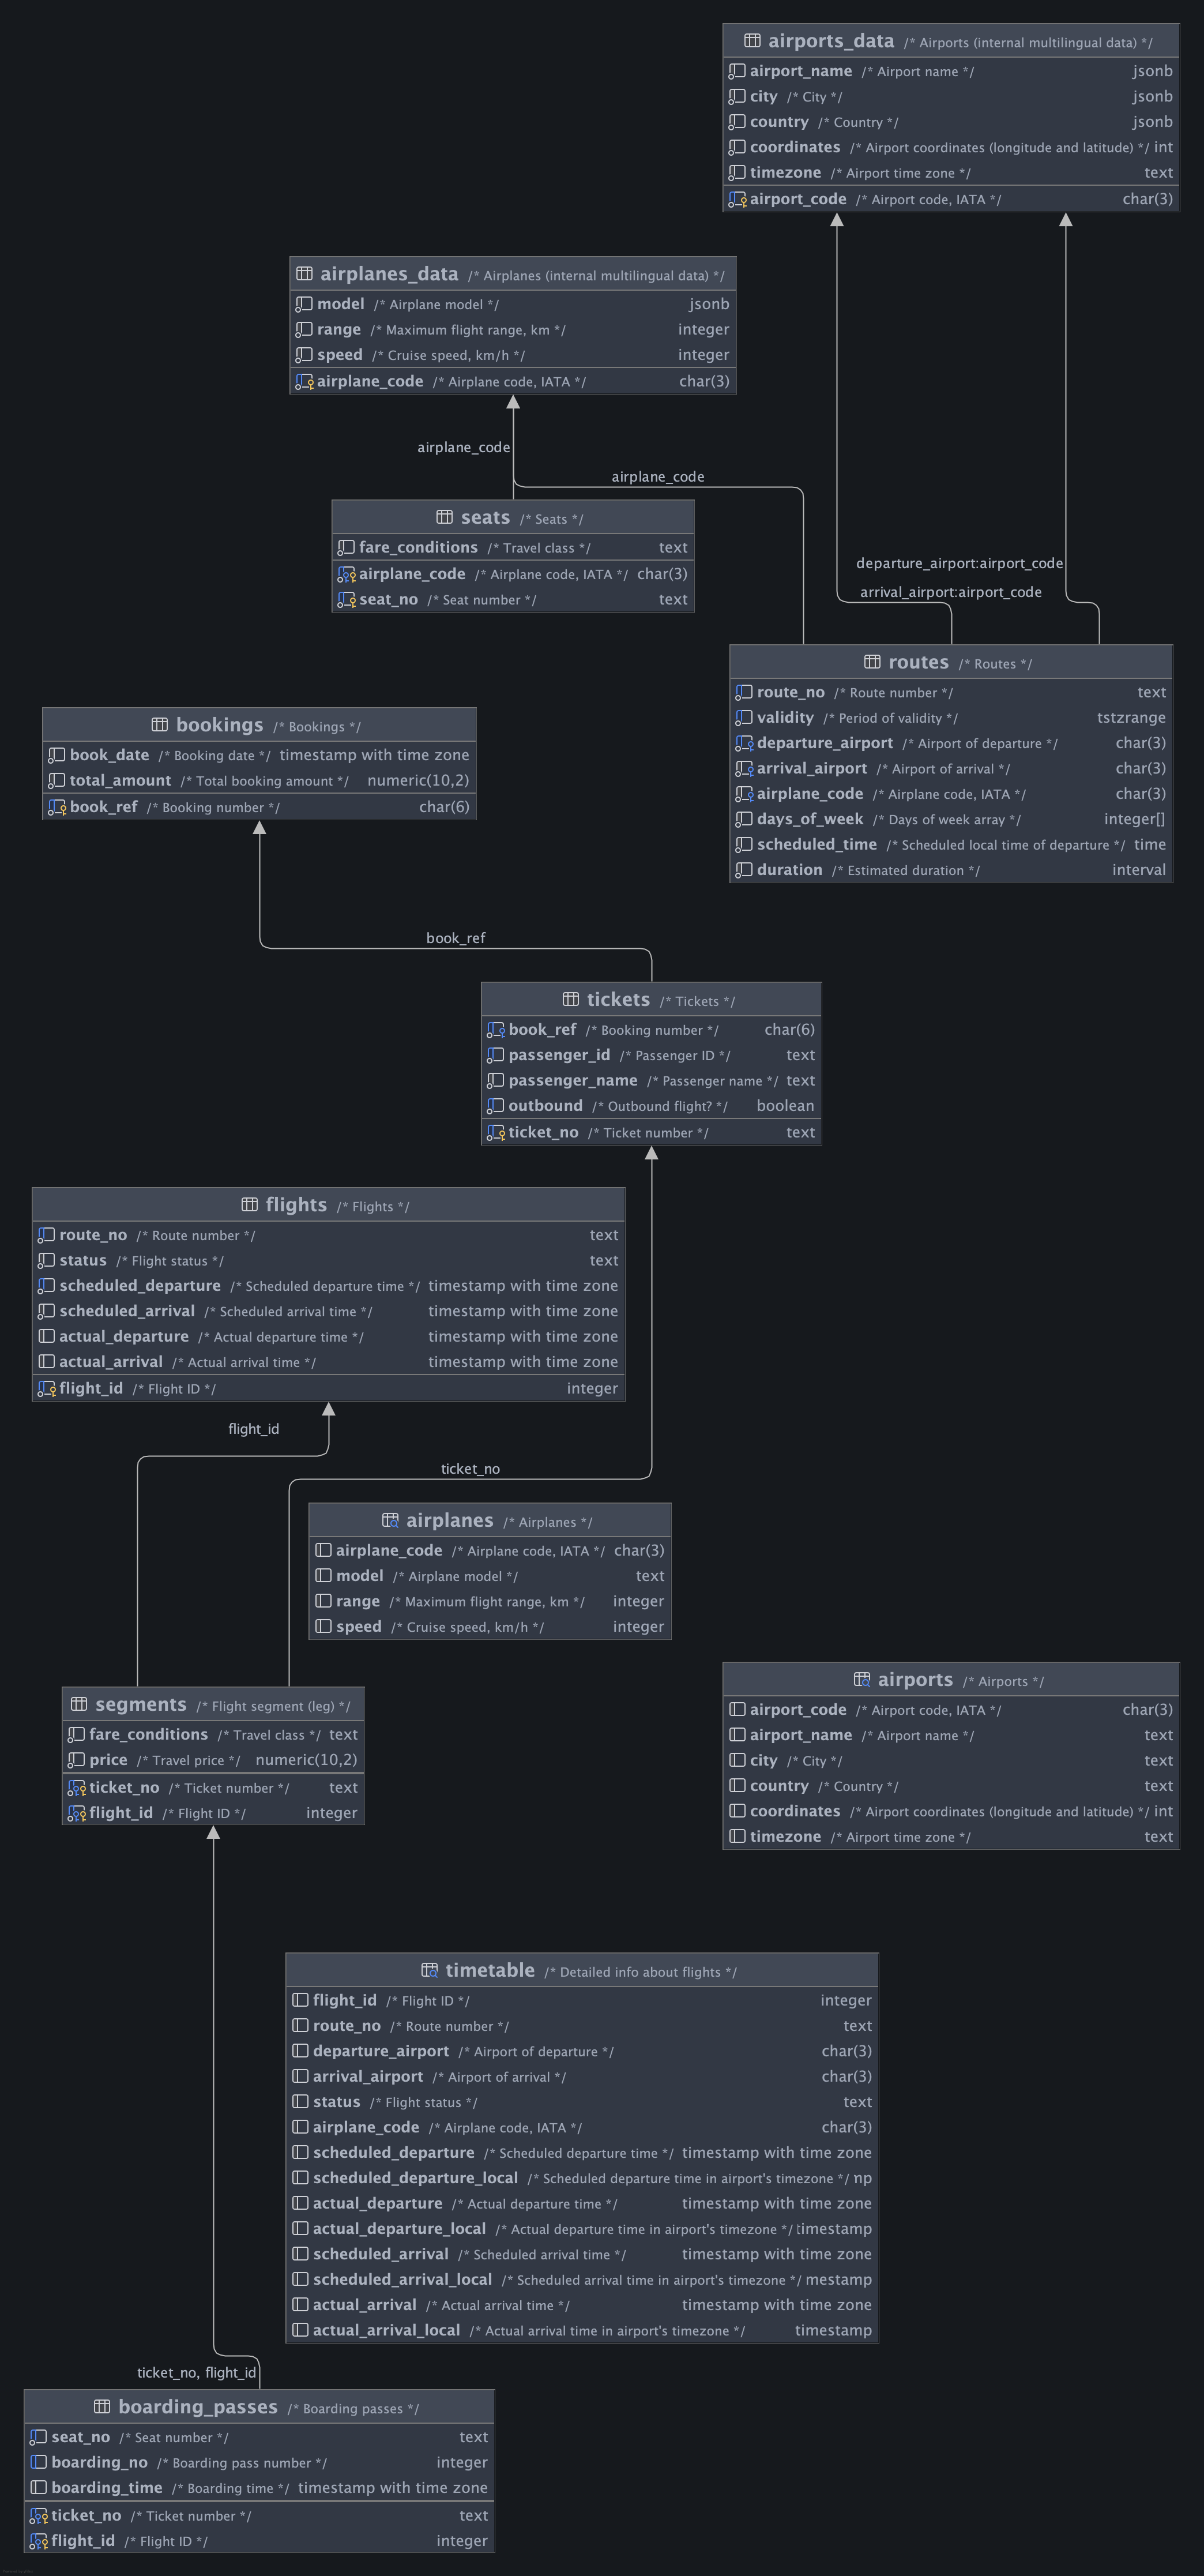 airports_data /* Airports (internal multilingual data) */
airport_name /* Airport name */ jsonb
city /* City */ jsonb
country /* Country */ jsonb
coordinates /* Airport coordinates (longitude and latitude) */ int
timezone /* Airport time zone */ text
airport_code /* Airport code, IATA */ char(3)
airplanes_data /* Airplanes (internal multilingual data) */
model /* Airplane model */ jsonb
range /* Maximum flight range, km */ integer
speed /* Cruise speed, km/h */ integer
airplane_code /* Airplane code, IATA */ char(3)
airplane_code
airplane_code
seats /* Seats */
fare_conditions /* Travel class */ text
airplane_code /* Airplane code, IATA */ char(3)
seat_no /* Seat number */ text
departure_airport:airport_code
arrival_airport:airport_code
routes /* Routes */
route_no /* Route number */ text
validity /* Period of validity */ tstzrange
departure_airport /* Airport of departure */ char(3)
arrival_airport /* Airport of arrival */ char(3)
airplane_code /* Airplane code, IATA */ char(3)
days_of_week /* Days of week array */ integer[]
scheduled_time /* Scheduled local time of departure */ time
duration /* Estimated duration */ interval
bookings /* Bookings */
book_date /* Booking date */ timestamp with time zone
total_amount /* Total booking amount */ numeric(10,2)
book_ref /* Booking number */ char(6)
book_ref
tickets /* Tickets */
book_ref /* Booking number */ char(6)
passenger_id /* Passenger ID */ text
passenger_name /* Passenger name */ text
outbound /* Outbound flight? */ boolean
ticket_no /* Ticket number */ text
flights /* Flights */
route_no /* Route number */ text
status /* Flight status */ text
scheduled_departure /* Scheduled departure time */ timestamp with time zone
scheduled_arrival /* Scheduled arrival time */ timestamp with time zone
actual_departure /* Actual departure time */ timestamp with time zone
actual_arrival /* Actual arrival time */ timestamp with time zone
flight_id /* Flight ID */ integer
flight_id
ticket_no
airplanes /* Airplanes */
airplane_code /* Airplane code, IATA */ char(3)
model /* Airplane model */ text
range /* Maximum flight range, km */ integer
speed /* Cruise speed, km/h */ integer
segments /* Flight segment (leg) */
fare_conditions /* Travel class */ text
price /* Travel price */ numeric(10,2)
ticket_no /* Ticket number */ text
flight_id /* Flight ID */ integer
airports /* Airports */
airport_code /* Airport code, IATA */ char(3)
airport_name /* Airport name */ text
city /* City */ text
country /* Country */ text
coordinates /* Airport coordinates (longitude and latitude) */ int
timezone /* Airport time zone */ text
timetable /* Detailed info about flights */
flight_id /* Flight ID */ integer
route_no /* Route number */ text
departure_airport /* Airport of departure */ char(3)
arrival_airport /* Airport of arrival */ char(3)
status /* Flight status */ text
airplane_code /* Airplane code, IATA */ char(3)
scheduled_departure /* Scheduled departure time */ timestamp with time zone
scheduled_departure_local /* Scheduled departure time in airport's timezone */ np
actual_departure /* Actual departure time */ timestamp with time zone
actual_departure_local /* Actual departure time in airport's timezone */ timestamp
scheduled_arrival /* Scheduled arrival time */ timestamp with time zone
scheduled_arrival_local /* Scheduled arrival time in airport's timezone */ mestamp
actual_arrival /* Actual arrival time */ timestamp with time zone
actual_arrival_local /* Actual arrival time in airport's timezone */ timestamp
ticket_no, flight_id
boarding_passes /* Boarding passes */
seat_no /* Seat number */ text
boarding_no /* Boarding pass number */ integer
boarding_time /* Boarding time */ timestamp with time zone
ticket_no /* Ticket number */ text
flight_id /* Flight ID */ integer